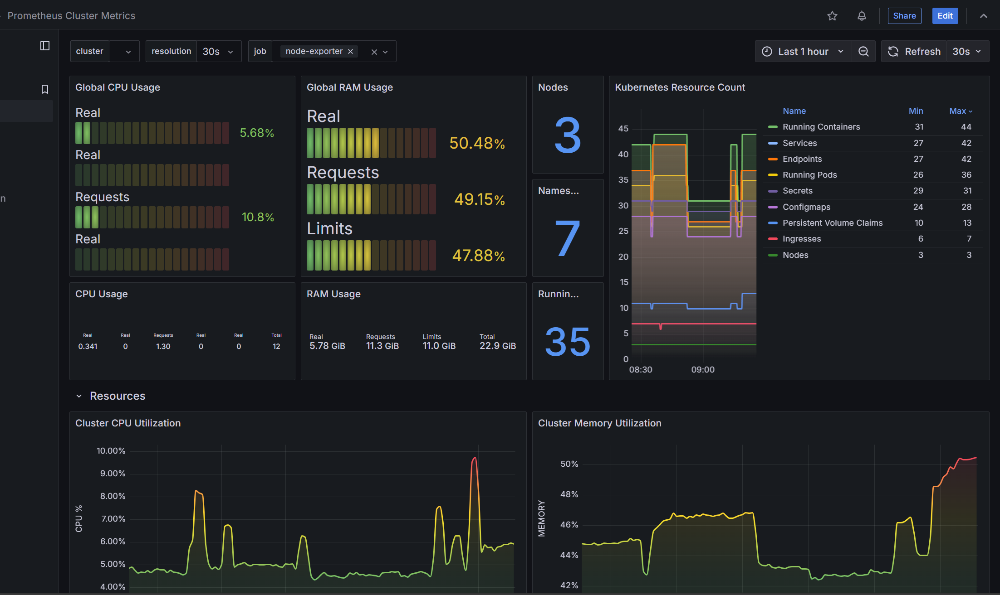 Prometheus Cluster Metrics
Share
Edit
cluster
resolution
30s
job
node-exporter
Last 1 hour
Refresh
30s
n
Global CPU Usage
Real
5.68%
Real
Requests
10.8%
Real
Global RAM Usage
Real
50.48%
Requests
49.15%
Limits
47.88%
Nodes
3
Names...
7
Kubernetes Resource Count
45
40
35
30
25
20
15
10
5
0
08:30 09:00
Name Min Max
Running Containers 31 44
Services 27 42
Endpoints 27 42
Running Pods 26 36
Secrets 29 31
Configmaps 24 28
Persistent Volume Claims 10 13
Ingresses 6 7
Nodes 3 3
CPU Usage
Real Real Requests Real Real Total
0.341 0 1.30 0 0 12
RAM Usage
Real Requests Limits Total
5.78 GiB 11.3 GiB 11.0 GiB 22.9 GiB
Runnin...
35
Resources
Cluster CPU Utilization
CPU %
10.00%
9.00%
8.00%
7.00%
6.00%
5.00%
4.00%
Cluster Memory Utilization
MEMORY
50%
48%
46%
44%
42%